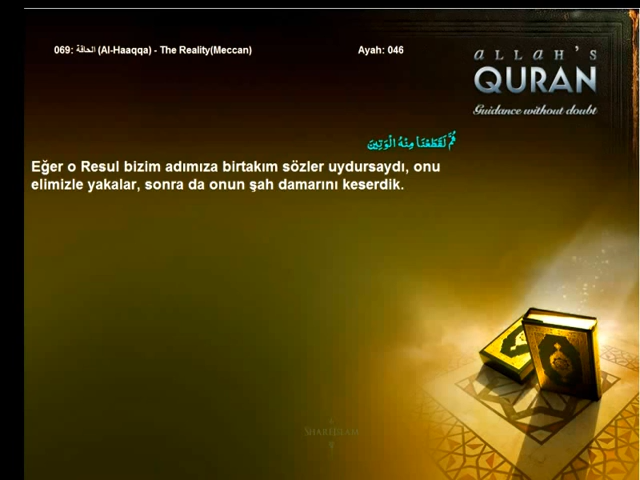 069: الحاقة (Al-Haaqqa) - The Reality(Meccan) Ayah: 046
ALLAH'S
QURAN
Guidance without doubt
ثُمَّ لَقَطَعْنَا مِنْهُ الْوَتِينَ
Eğer o Resul bizim adımıza birtakım sözler uydursaydı, onu
elimizle yakalar, sonra da onun şah damarını keserdik.
SHAREISLAM